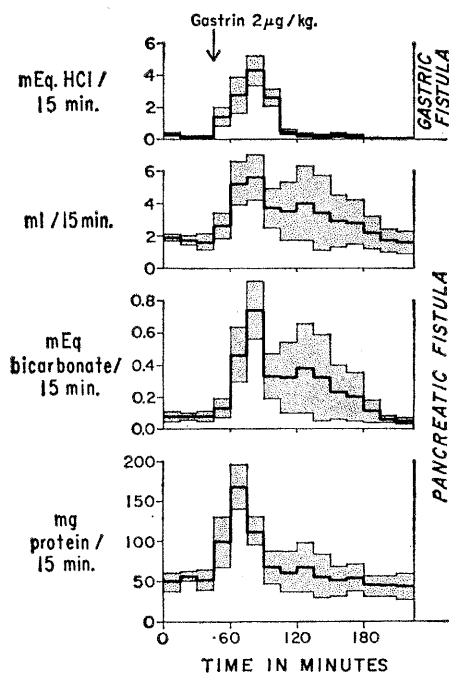 Gastrin 2µg/kg.
mEq. HCl /
15 min.
6
4
2
0
GASTRIC
FISTULA
ml /15 min.
6
4
2
0
mEq
bicarbonate/
15 min.
0.8
0.6
0.4
0.2
0.0
mg
protein /
15 min.
200
150
100
50
0
PANCREATIC FISTULA
0
60
120
180
TIME IN MINUTES